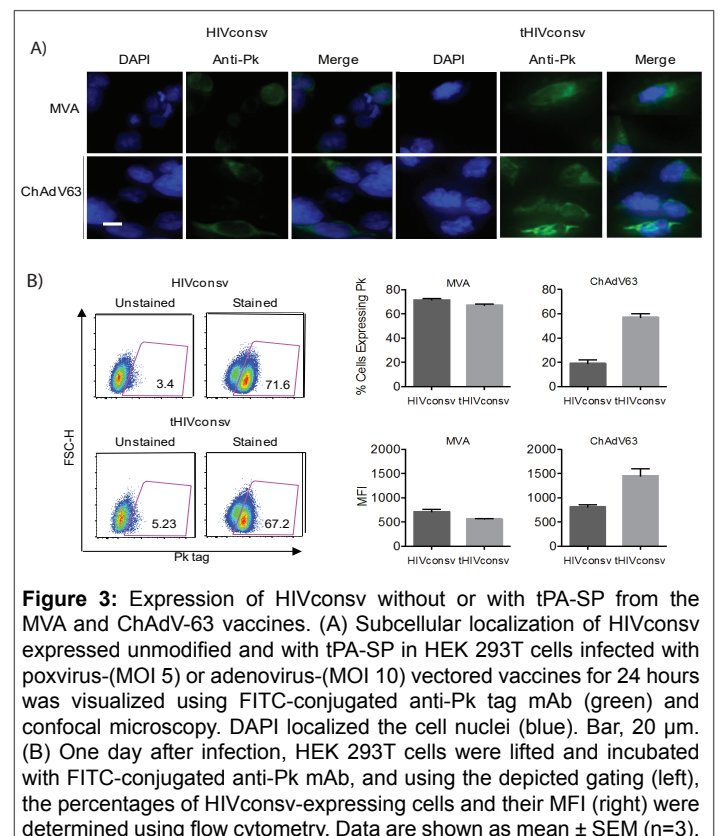 HIVconsv tHIVconsv
A)
DAPI Anti-Pk Merge DAPI Anti-Pk Merge
MVA
ChAdV63
B)
HIVconsv
Unstained Stained
3.4 71.6
tHIVconsv
Unstained Stained
5.23 67.2
FSC-H
Pk tag
MVA ChAdV63
% Cells Expressing Pk
80 80
60 60
40 40
20 20
0 0
HIVconsv tHIVconsv HIVconsv tHIVconsv
MVA ChAdV63
MFI
2000 2000
1500 1500
1000 1000
500 500
0 0
HIVconsv tHIVconsv HIVconsv tHIVconsv
Figure 3: Expression of HIVconsv without or with tPA-SP from the
MVA and ChAdV-63 vaccines. (A) Subcellular localization of HIVconsv
expressed unmodified and with tPA-SP in HEK 293T cells infected with
poxvirus-(MOI 5) or adenovirus-(MOI 10) vectored vaccines for 24 hours
was visualized using FITC-conjugated anti-Pk tag mAb (green) and
confocal microscopy. DAPI localized the cell nuclei (blue). Bar, 20 µm.
(B) One day after infection, HEK 293T cells were lifted and incubated
with FITC-conjugated anti-Pk mAb, and using the depicted gating (left),
the percentages of HIVconsv-expressing cells and their MFI (right) were
determined using flow cytometry. Data are shown as mean ± SEM (n=3).